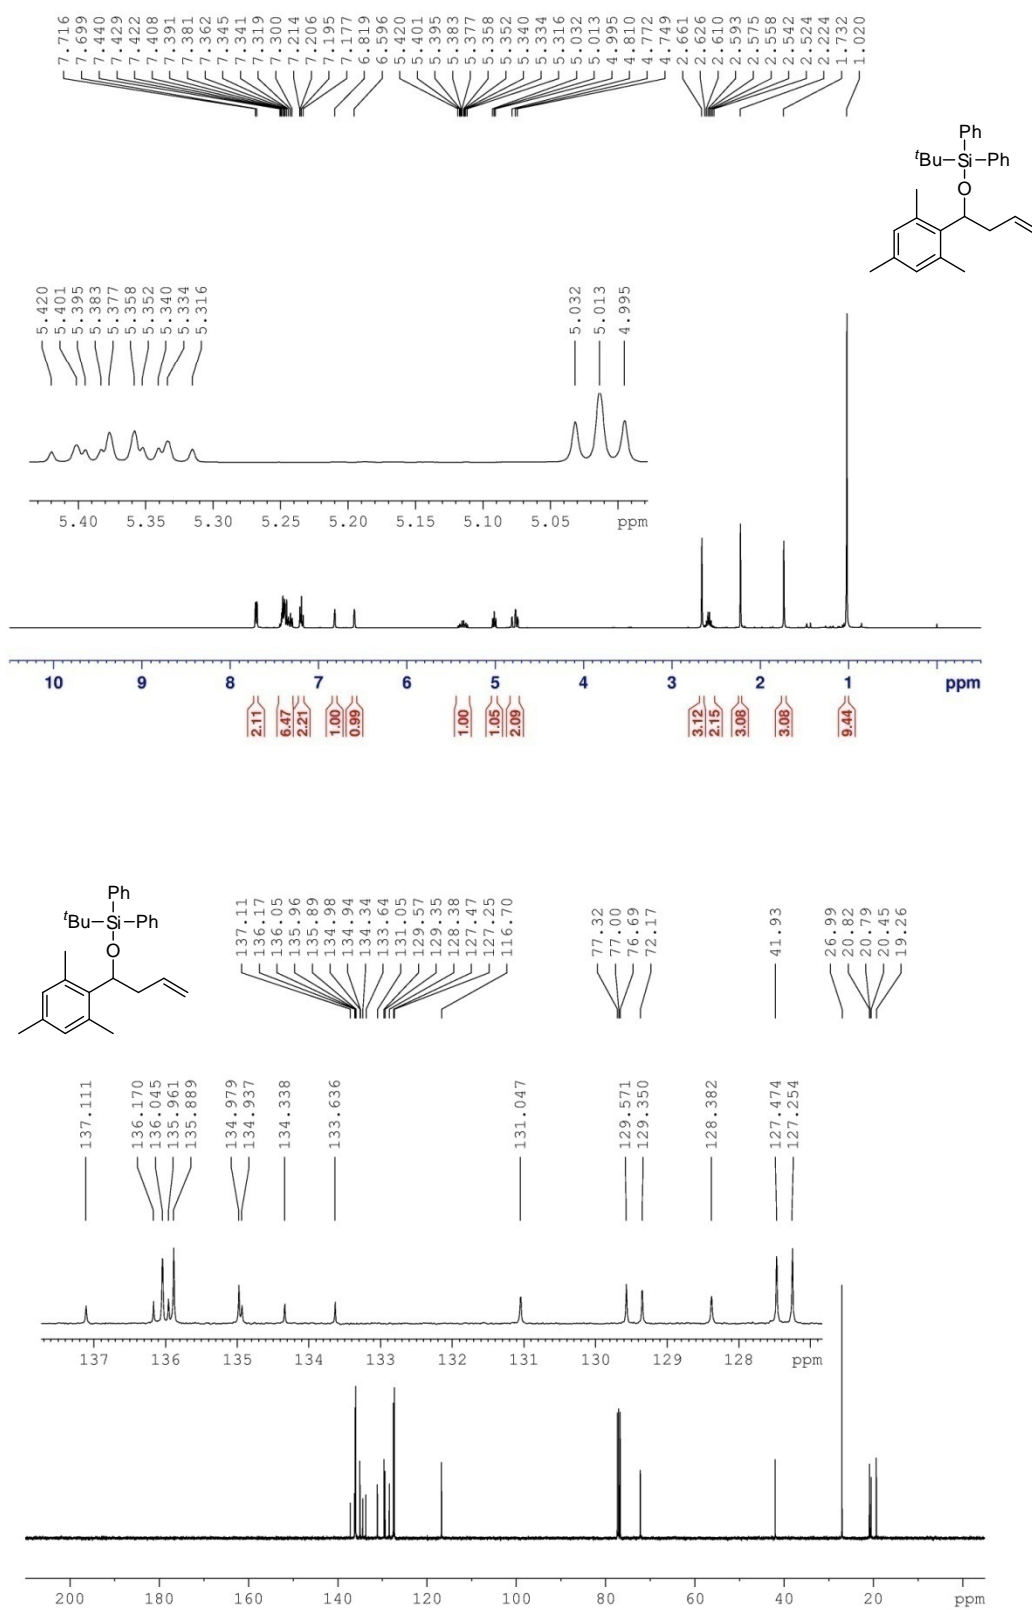 7.716 7.699 7.440 7.429 7.422 7.408 7.391 7.381 7.362 7.345 7.341 7.319 7.300 7.214 7.206 7.195 7.177 6.819 6.596 5.420 5.401 5.395 5.383 5.377 5.358 5.352 5.340 5.334 5.316 5.032 5.013 4.995 4.810 4.772 4.749 2.661 2.626 2.610 2.593 2.575 2.558 2.542 2.524 2.224 1.732 1.020
Ph
tBu Si Ph
O
5.420 5.401 5.395 5.383 5.377 5.358 5.352 5.340 5.334 5.316 5.032 5.013 4.995
5.40 5.35 5.30 5.25 5.20 5.15 5.10 5.05 ppm
10 9 8 7 6 5 4 3 2 1 ppm
2.11 6.47 2.21 1.00 0.99 1.00 1.05 2.09 3.12 2.15 3.08 3.08 9.44
Ph
tBu Si Ph
O
137.11 136.17 136.05 135.96 135.89 134.98 134.94 134.34 133.64 131.05 129.57 129.35 128.38 127.47 127.25 116.70 77.32 77.00 76.69 72.17 41.93 26.99 20.82 20.79 20.45 19.26
137.111 136.170 136.045 135.961 135.889 134.979 134.937 134.338 133.636 131.047 129.571 129.350 128.382 127.474 127.254
137 136 135 134 133 132 131 130 129 128 ppm
200 180 160 140 120 100 80 60 40 20 ppm